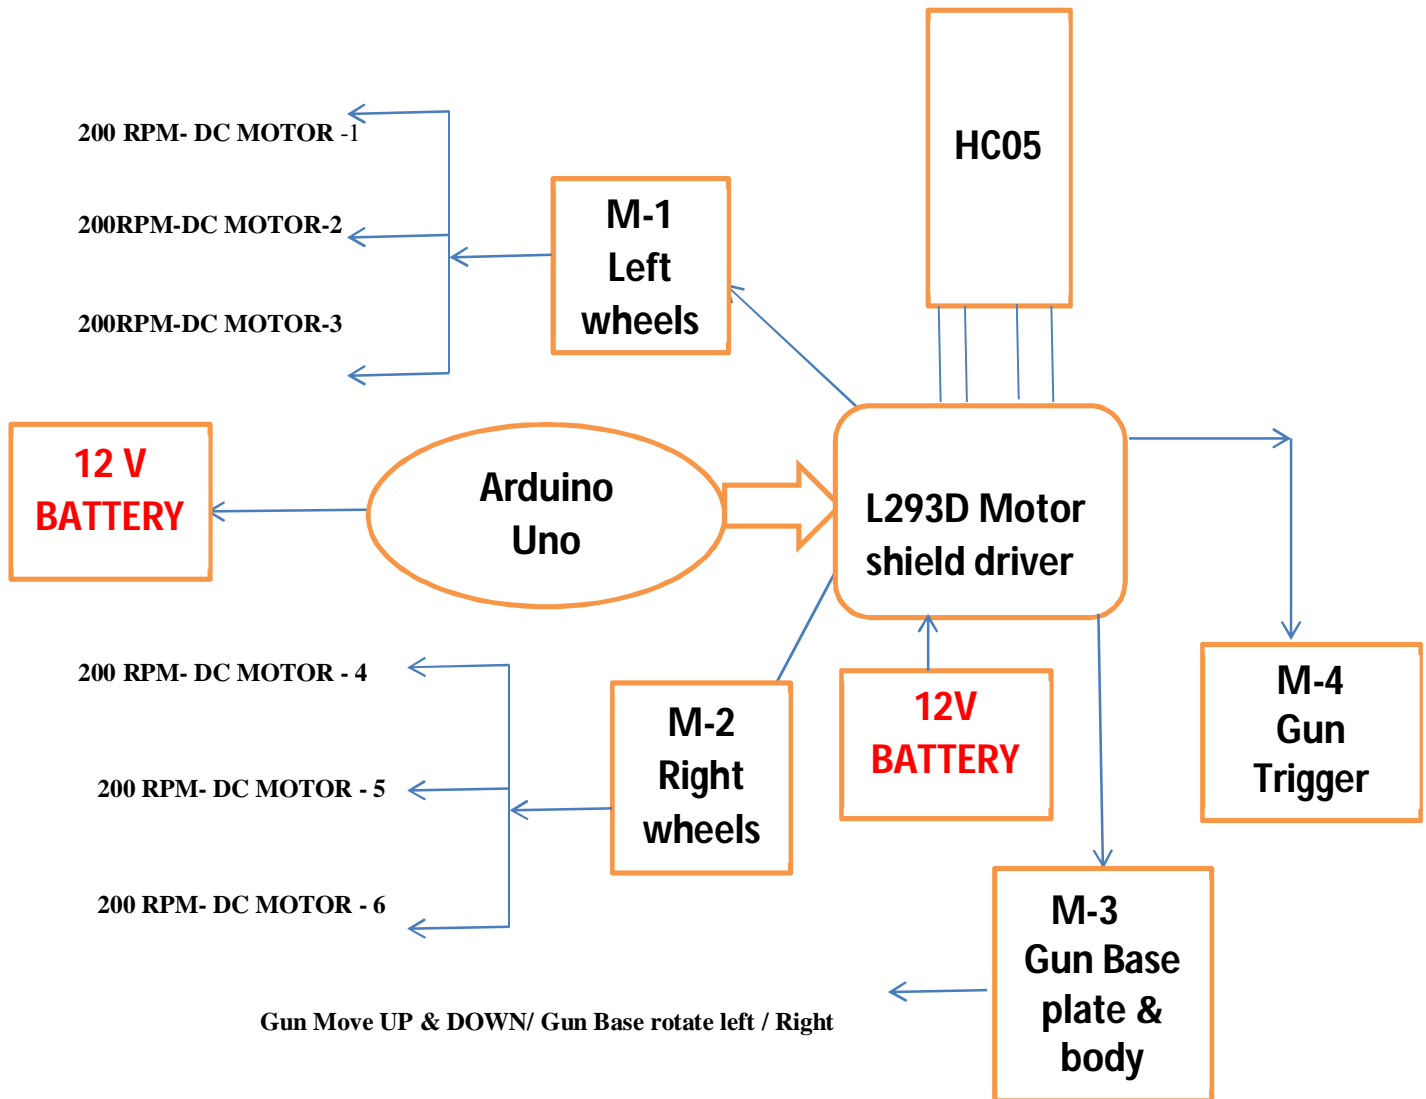 HC05
200 RPM- DC MOTOR -1
200RPM-DC MOTOR-2
200RPM-DC MOTOR-3
M-1
Left
wheels
12 V
BATTERY
Arduino
Uno
L293D Motor
shield driver
200 RPM- DC MOTOR - 4
200 RPM- DC MOTOR - 5
200 RPM- DC MOTOR - 6
M-2
Right
wheels
12V
BATTERY
M-4
Gun
Trigger
M-3
Gun Base
plate &
body
Gun Move UP & DOWN/ Gun Base rotate left / Right